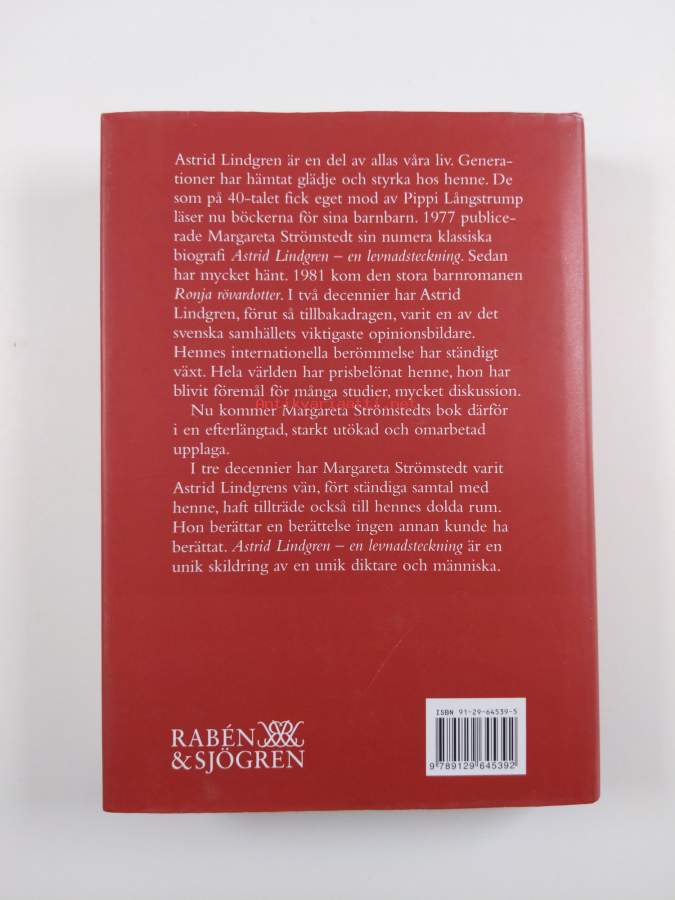 Astrid Lindgren är en del av allas våra liv. Genera-
tioner har hämtat glädje och styrka hos henne. De
som på 40-talet fick eget mod av Pippi Långstrump
läser nu böckerna för sina barnbarn. 1977 publice-
rade Margareta Strömstedt sin numera klassiska
biografi Astrid Lindgren – en levnadsteckning. Sedan
har mycket hänt. 1981 kom den stora barnromanen
Ronja rövardotter. I två decennier har Astrid
Lindgren, förut så tillbakadragen, varit en av det
svenska samhällets viktigaste opinionsbildare.
Hennes internationella berömmelse har ständigt
växt. Hela världen har prisbelönat henne, hon har
blivit föremål för många studier, mycket diskussion.
Antikvariaatti.net
Nu kommer Margareta Strömstedts bok därför
i en efterlängtad, starkt utökad och omarbetad
upplaga.
I tre decennier har Margareta Strömstedt varit
Astrid Lindgrens vän, fört ständiga samtal med
henne, haft tillträde också till hennes dolda rum.
Hon berättar en berättelse ingen annan kunde ha
berättat. Astrid Lindgren – en levnadsteckning är en
unik skildring av en unik diktare och människa.
RABÉN
& SJÖGREN
ISBN 91-29-64539-5
9 789129 645392